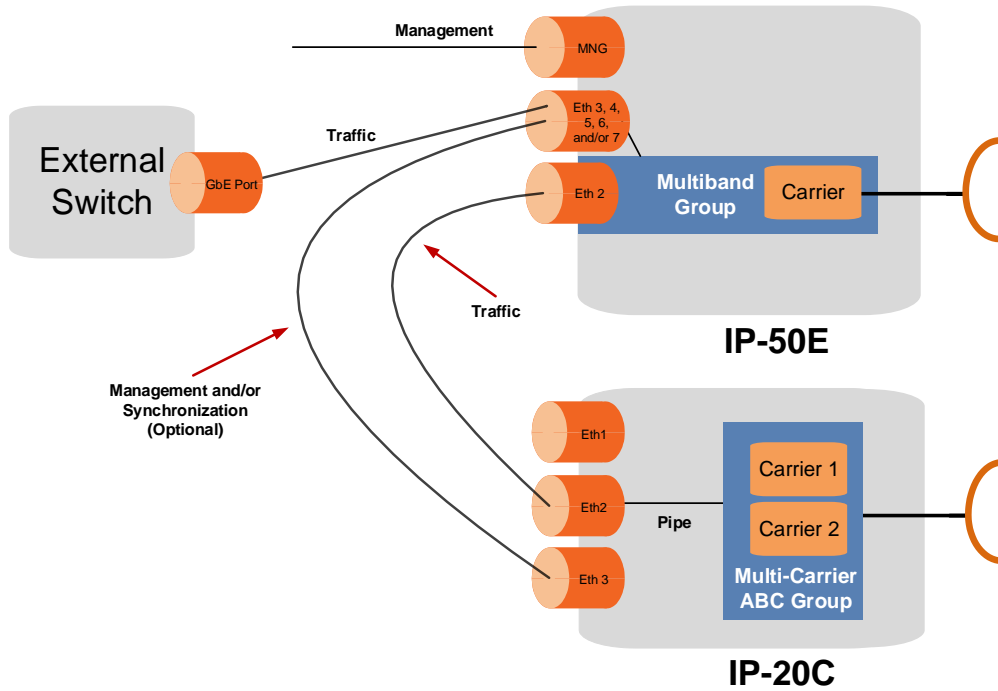 Management
MNG
Eth 3, 4,
5, 6,
and/or 7
Traffic
External
Switch
GbE Port
Eth 2
Multiband
Group
Carrier
Traffic
IP-50E
Management and/or
Synchronization
(Optional)
Eth1
Eth2
Eth 3
Pipe
Carrier 1
Carrier 2
Multi-Carrier
ABC Group
IP-20C